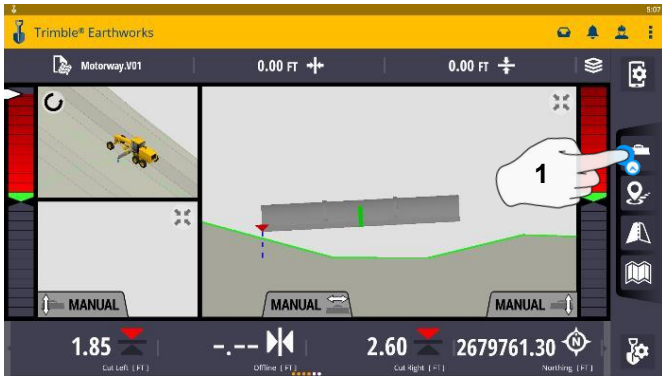 5:07
Trimble® Earthworks
Motorway.V01
0.00 FT
0.00 FT
1
MANUAL
MANUAL
MANUAL
1.85
-.--
2.60
2679761.30
N
Cut Left [FT]
Offline [FT]
Cut Right [FT]
Northing [FT]